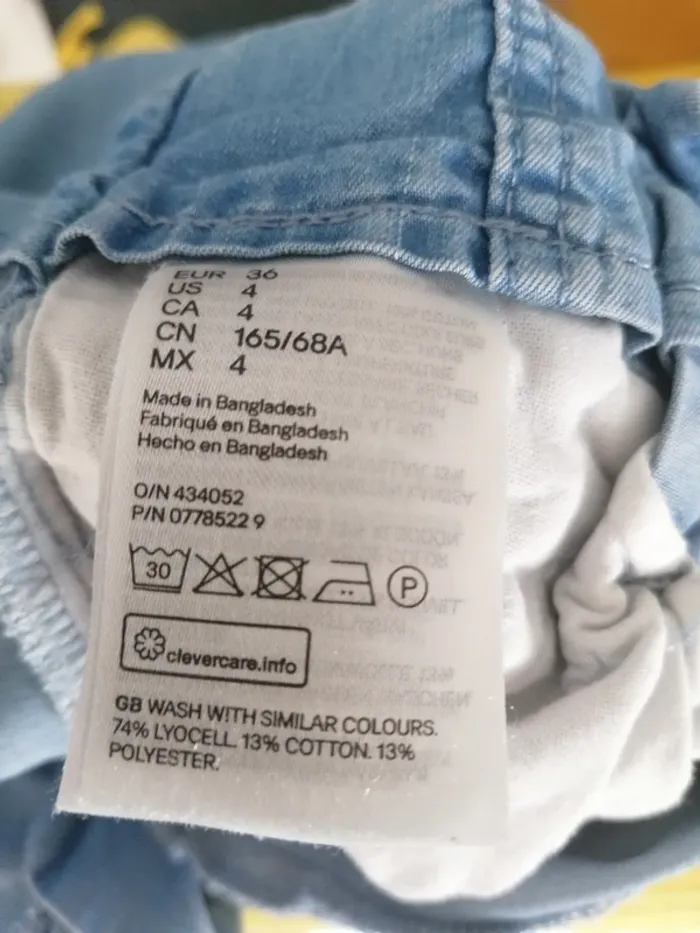 EUR 36
US 4
CA 4
CN 165/68A
MX 4
Made in Bangladesh
Fabriqué en Bangladesh
Hecho en Bangladesh
O/N 434052
P/N 0778522 9
30 P
clevercare.info
GB WASH WITH SIMILAR COLOURS.
74% LYOCELL. 13% COTTON. 13%
POLYESTER.